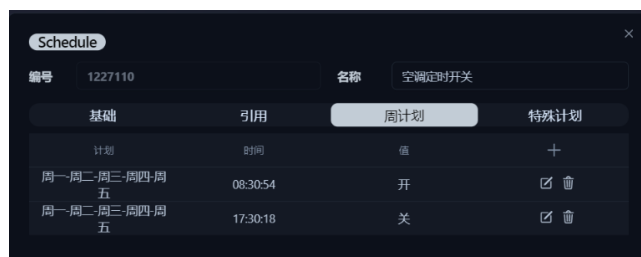 Schedule
编号 1227110 名称 空调定时开关
基础 引用 周计划 特殊计划
计划 时间 值
周一-周二-周三-周四-周
五 08:30:54 开
周一-周二-周三-周四-周
五 17:30:18 关